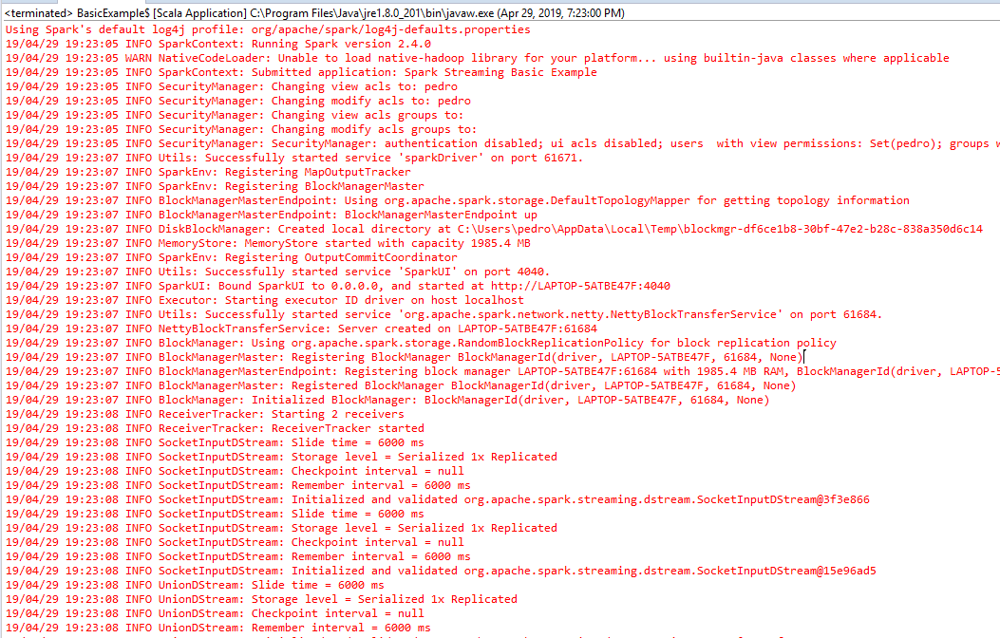 <terminated> BasicExample$ [Scala Application] C:\Program Files\Java\jre1.8.0_201\bin\javaw.exe (Apr 29, 2019, 7:23:00 PM)
Using Spark's default log4j profile: org/apache/spark/log4j-defaults.properties
19/04/29 19:23:05 INFO SparkContext: Running Spark version 2.4.0
19/04/29 19:23:05 WARN NativeCodeLoader: Unable to load native-hadoop library for your platform... using builtin-java classes where applicable
19/04/29 19:23:05 INFO SparkContext: Submitted application: Spark Streaming Basic Example
19/04/29 19:23:05 INFO SecurityManager: Changing view acls to: pedro
19/04/29 19:23:05 INFO SecurityManager: Changing modify acls to: pedro
19/04/29 19:23:05 INFO SecurityManager: Changing view acls groups to:
19/04/29 19:23:05 INFO SecurityManager: Changing modify acls groups to:
19/04/29 19:23:05 INFO SecurityManager: SecurityManager: authentication disabled; ui acls disabled; users  with view permissions: Set(pedro); groups w
19/04/29 19:23:07 INFO Utils: Successfully started service 'sparkDriver' on port 61671.
19/04/29 19:23:07 INFO SparkEnv: Registering MapOutputTracker
19/04/29 19:23:07 INFO SparkEnv: Registering BlockManagerMaster
19/04/29 19:23:07 INFO BlockManagerMasterEndpoint: Using org.apache.spark.storage.DefaultTopologyMapper for getting topology information
19/04/29 19:23:07 INFO BlockManagerMasterEndpoint: BlockManagerMasterEndpoint up
19/04/29 19:23:07 INFO DiskBlockManager: Created local directory at C:\Users\pedro\AppData\Local\Temp\blockmgr-df6ce1b8-30bf-47e2-b28c-838a350d6c14
19/04/29 19:23:07 INFO MemoryStore: MemoryStore started with capacity 1985.4 MB
19/04/29 19:23:07 INFO SparkEnv: Registering OutputCommitCoordinator
19/04/29 19:23:07 INFO Utils: Successfully started service 'SparkUI' on port 4040.
19/04/29 19:23:07 INFO SparkUI: Bound SparkUI to 0.0.0.0, and started at http://LAPTOP-5ATBE47F:4040
19/04/29 19:23:07 INFO Executor: Starting executor ID driver on host localhost
19/04/29 19:23:07 INFO Utils: Successfully started service 'org.apache.spark.network.netty.NettyBlockTransferService' on port 61684.
19/04/29 19:23:07 INFO NettyBlockTransferService: Server created on LAPTOP-5ATBE47F:61684
19/04/29 19:23:07 INFO BlockManager: Using org.apache.spark.storage.RandomBlockReplicationPolicy for block replication policy
19/04/29 19:23:07 INFO BlockManagerMaster: Registering BlockManager BlockManagerId(driver, LAPTOP-5ATBE47F, 61684, None)
19/04/29 19:23:07 INFO BlockManagerMasterEndpoint: Registering block manager LAPTOP-5ATBE47F:61684 with 1985.4 MB RAM, BlockManagerId(driver, LAPTOP-5
19/04/29 19:23:07 INFO BlockManagerMaster: Registered BlockManager BlockManagerId(driver, LAPTOP-5ATBE47F, 61684, None)
19/04/29 19:23:07 INFO BlockManager: Initialized BlockManager: BlockManagerId(driver, LAPTOP-5ATBE47F, 61684, None)
19/04/29 19:23:08 INFO ReceiverTracker: Starting 2 receivers
19/04/29 19:23:08 INFO ReceiverTracker: ReceiverTracker started
19/04/29 19:23:08 INFO SocketInputDStream: Slide time = 6000 ms
19/04/29 19:23:08 INFO SocketInputDStream: Storage level = Serialized 1x Replicated
19/04/29 19:23:08 INFO SocketInputDStream: Checkpoint interval = null
19/04/29 19:23:08 INFO SocketInputDStream: Remember interval = 6000 ms
19/04/29 19:23:08 INFO SocketInputDStream: Initialized and validated org.apache.spark.streaming.dstream.SocketInputDStream@3f3e866
19/04/29 19:23:08 INFO SocketInputDStream: Slide time = 6000 ms
19/04/29 19:23:08 INFO SocketInputDStream: Storage level = Serialized 1x Replicated
19/04/29 19:23:08 INFO SocketInputDStream: Checkpoint interval = null
19/04/29 19:23:08 INFO SocketInputDStream: Remember interval = 6000 ms
19/04/29 19:23:08 INFO SocketInputDStream: Initialized and validated org.apache.spark.streaming.dstream.SocketInputDStream@15e96ad5
19/04/29 19:23:08 INFO UnionDStream: Slide time = 6000 ms
19/04/29 19:23:08 INFO UnionDStream: Storage level = Serialized 1x Replicated
19/04/29 19:23:08 INFO UnionDStream: Checkpoint interval = null
19/04/29 19:23:08 INFO UnionDStream: Remember interval = 6000 ms